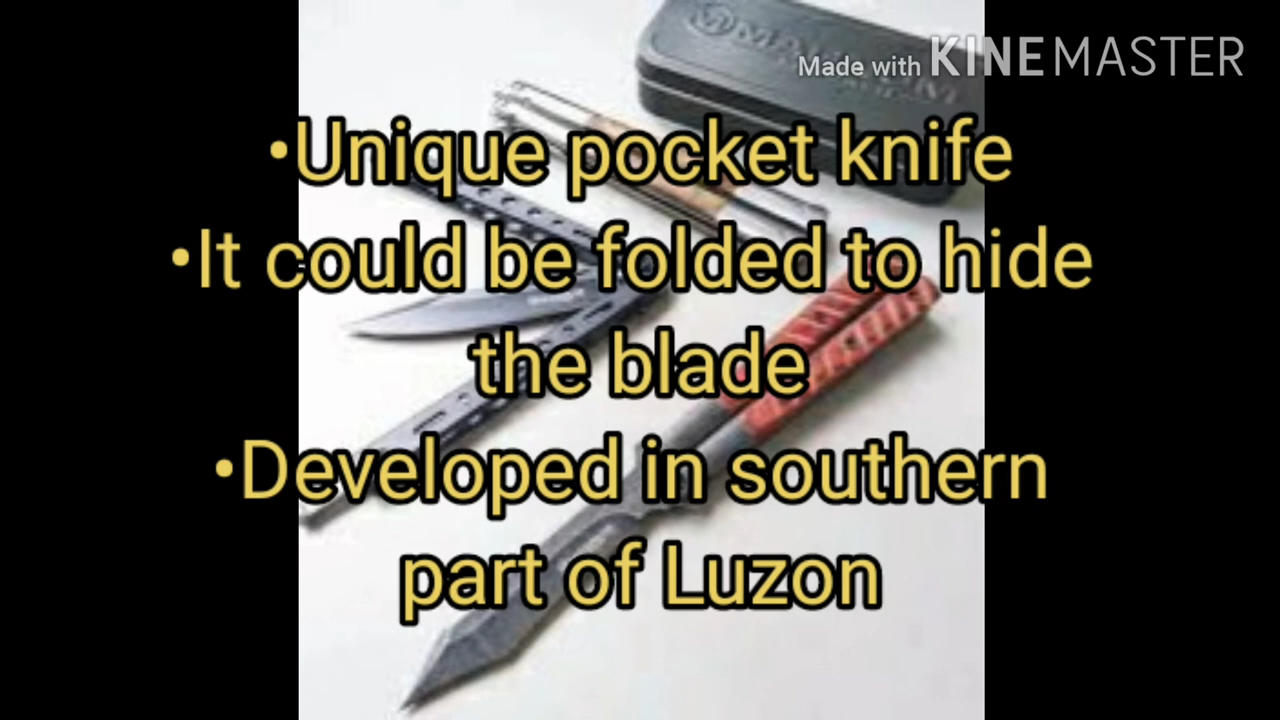 Made with KINEMASTER
•Unique pocket knife
•It could be folded to hide
the blade
•Developed in southern
part of Luzon